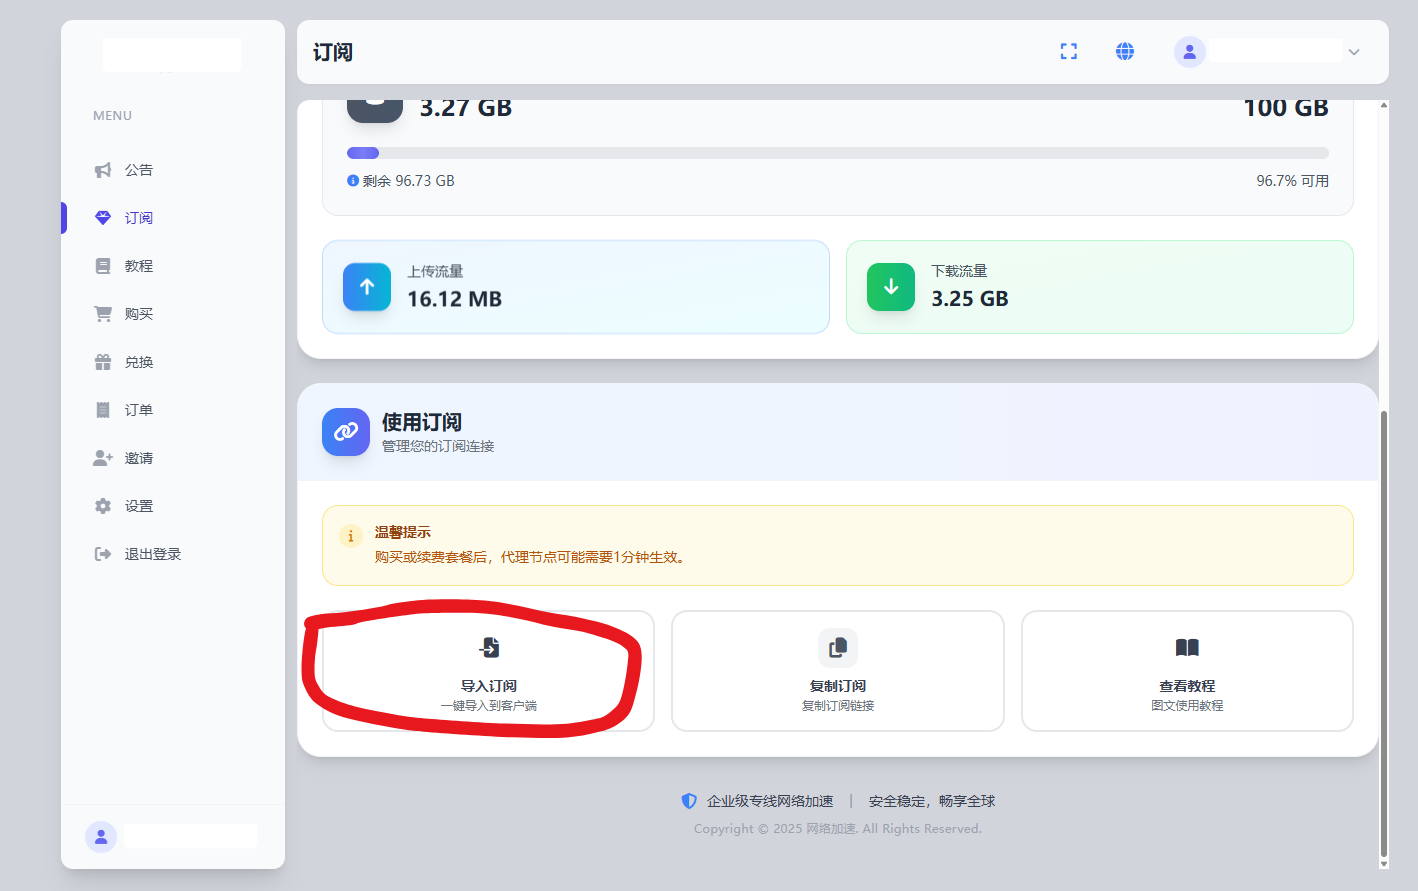 MENU
公告
订阅
教程
购买
兑换
订单
邀请
设置
退出登录
订阅
3.27 GB
100 GB
剩余 96.73 GB
96.7% 可用
上传流量
16.12 MB
下载流量
3.25 GB
使用订阅
管理您的订阅连接
温馨提示
购买或续费套餐后，代理节点可能需要1分钟生效。
导入订阅
一键导入到客户端
复制订阅
复制订阅链接
查看教程
图文使用教程
企业级专线网络加速 | 安全稳定，畅享全球
Copyright © 2025 网络加速. All Rights Reserved.